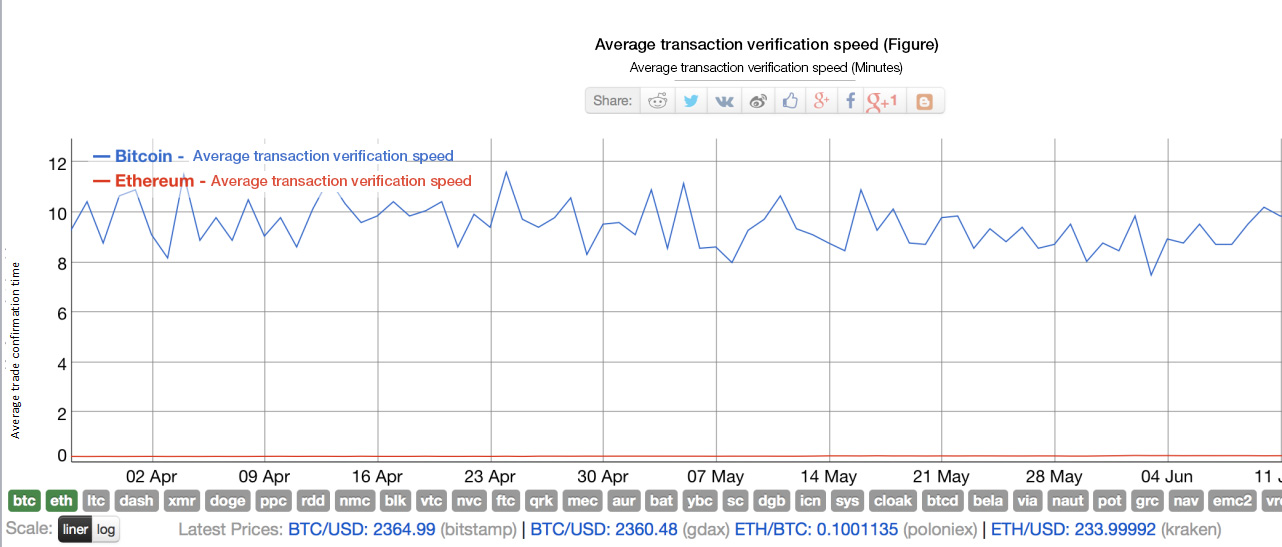 Average transaction verification speed (Figure)
Average transaction verification speed (Minutes)
Share: g+ f g+1
Bitcoin - Average transaction verification speed
Ethereum - Average transaction verification speed
Average trade confirmation time
12
10
8
6
4
2
0
02 Apr 09 Apr 16 Apr 23 Apr 30 Apr 07 May 14 May 21 May 28 May 04 Jun 11 J
btc eth ltc dash xmr doge ppc rdd nmc blk vtc nvc ftc qrk mec aur bat ybc sc dgb icn sys cloak btcd bela via naut pot grc nav emc2 vr
Scale: liner log Latest Prices: BTC/USD: 2364.99 (bitstamp) | BTC/USD: 2360.48 (gdax) ETH/BTC: 0.1001135 (poloniex) | ETH/USD: 233.99992 (kraken)